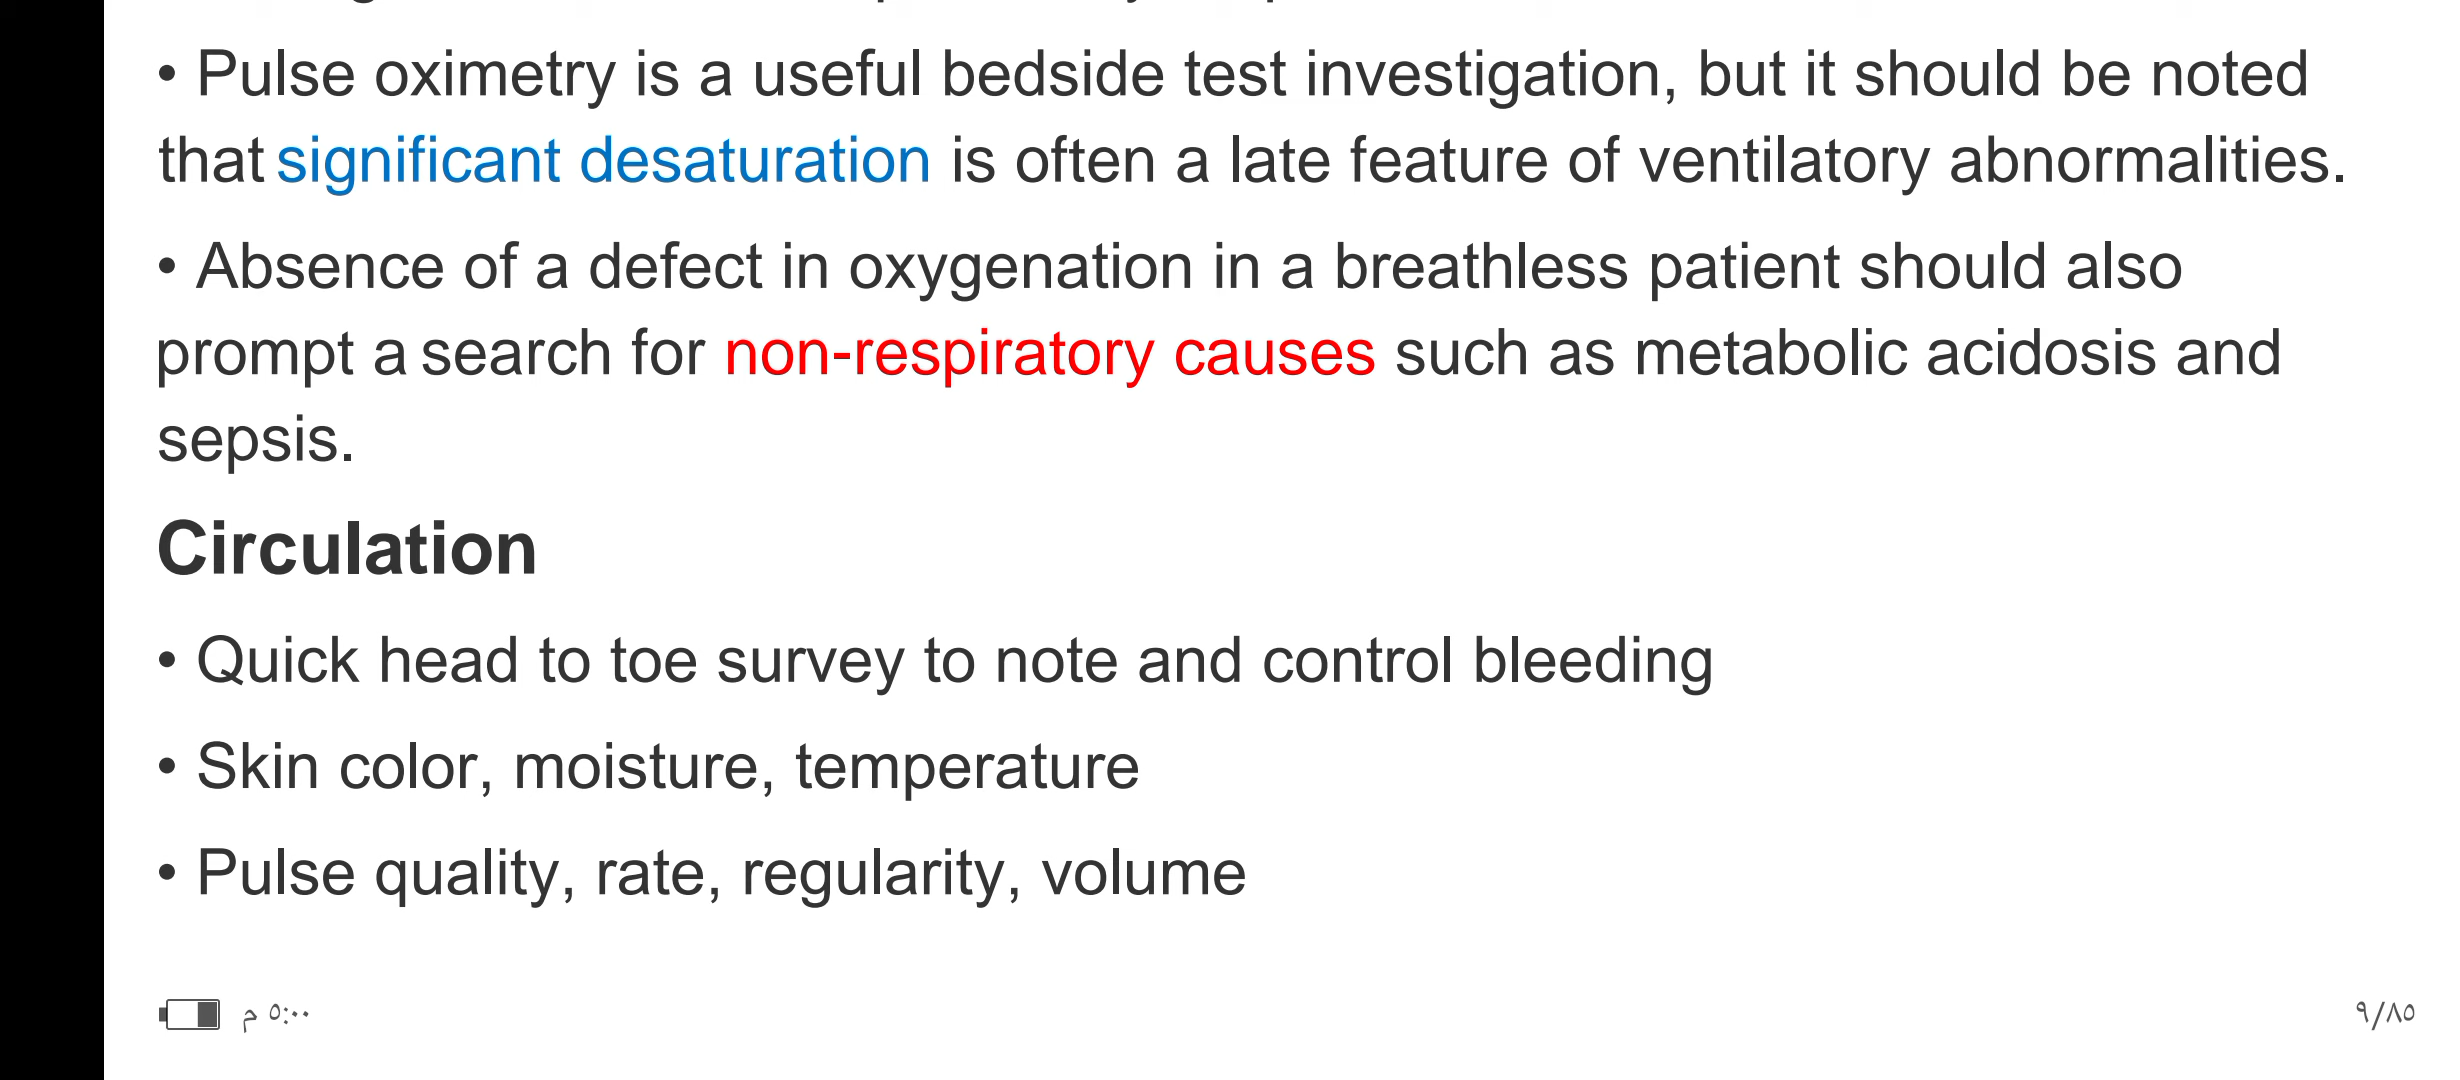 • Pulse oximetry is a useful bedside test investigation, but it should be noted
that significant desaturation is often a late feature of ventilatory abnormalities.
• Absence of a defect in oxygenation in a breathless patient should also
prompt a search for non-respiratory causes such as metabolic acidosis and
sepsis.
Circulation
• Quick head to toe survey to note and control bleeding
• Skin color, moisture, temperature
• Pulse quality, rate, regularity, volume
٥:٠٠ م
٩/٨٥